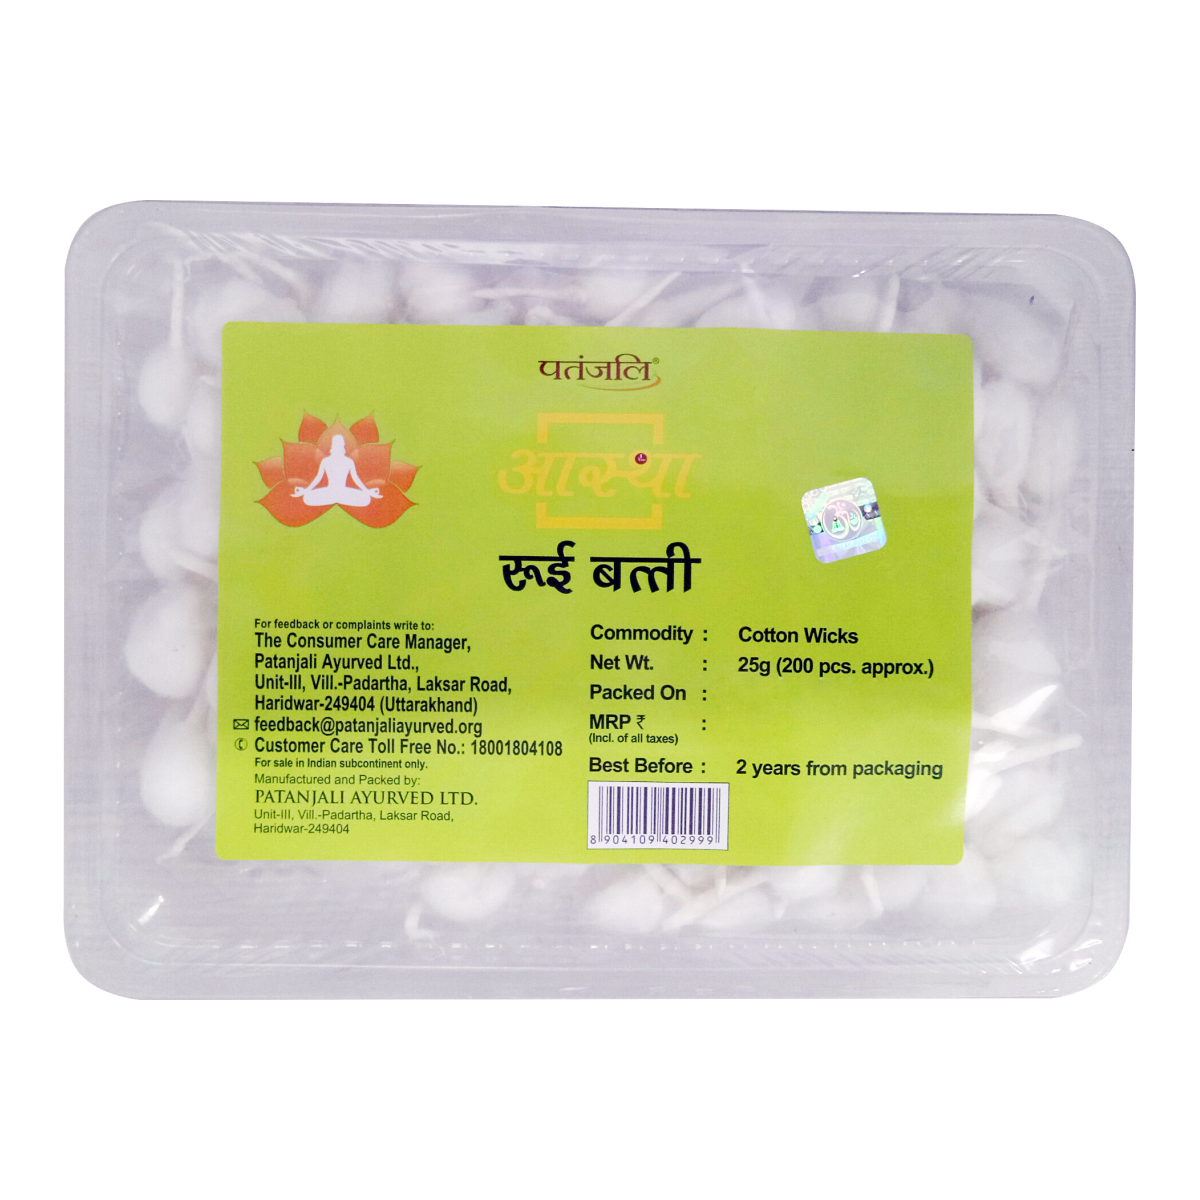 पतंजलि®
आस्था
रूई बत्ती
For feedback or complaints write to:
The Consumer Care Manager,
Patanjali Ayurved Ltd.,
Unit-III, Vill.-Padartha, Laksar Road,
Haridwar-249404 (Uttarakhand)
feedback@patanjaliayurved.org
Customer Care Toll Free No.: 18001804108
For sale in Indian subcontinent only.
Manufactured and Packed by:
PATANJALI AYURVED LTD.
Unit-III, Vill.-Padartha, Laksar Road,
Haridwar-249404
Commodity : Cotton Wicks
Net Wt. : 25g (200 pcs. approx.)
Packed On :
MRP ₹ :
(Incl. of all taxes)
Best Before : 2 years from packaging
8 904109 402999